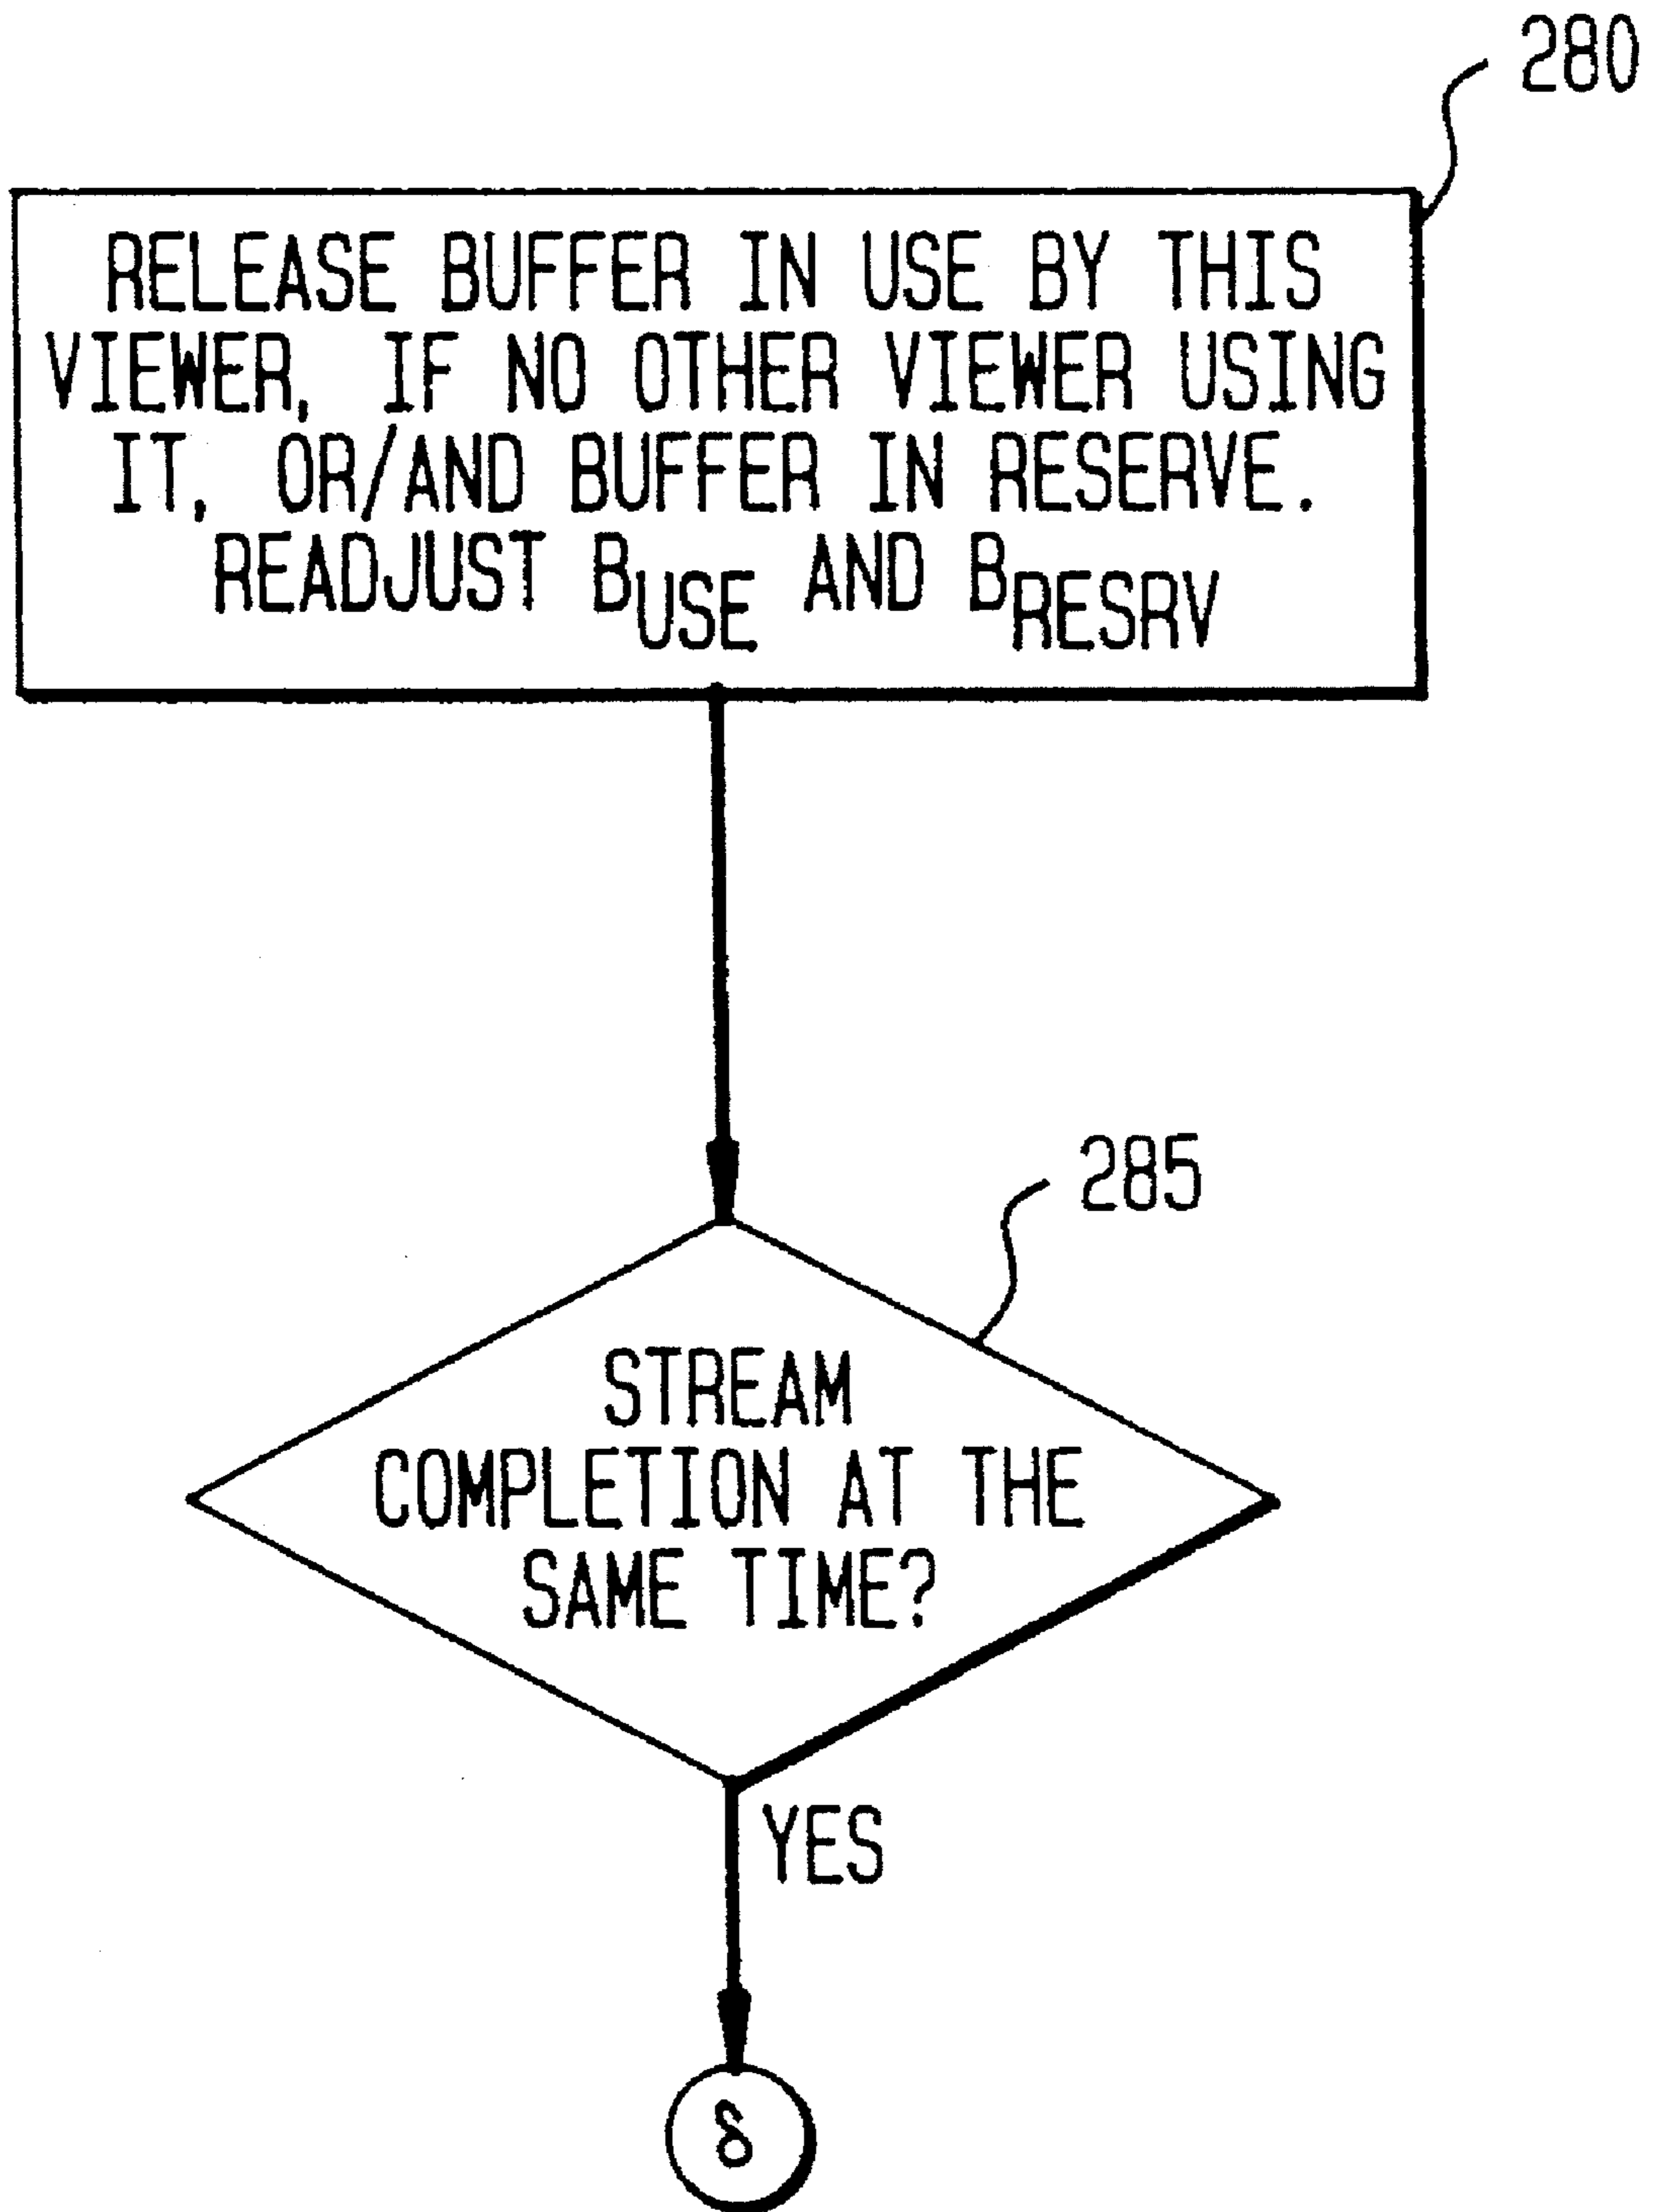 280
RELEASE BUFFER IN USE BY THIS
VIEWER, IF NO OTHER VIEWER USING
IT, OR/AND BUFFER IN RESERVE.
READJUST BUSE AND BRESRV
285
STREAM
COMPLETION AT THE
SAME TIME?
YES
δ